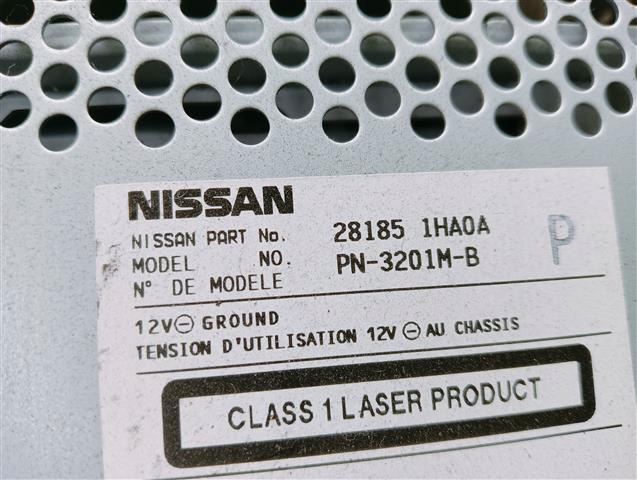 NISSAN
NISSAN PART No. 28185 1HA0A
MODEL NO. PN-3201M-B
N° DE MODELE
P
12V⊖ GROUND
TENSION D'UTILISATION 12V ⊖ AU CHASSIS
CLASS 1 LASER PRODUCT